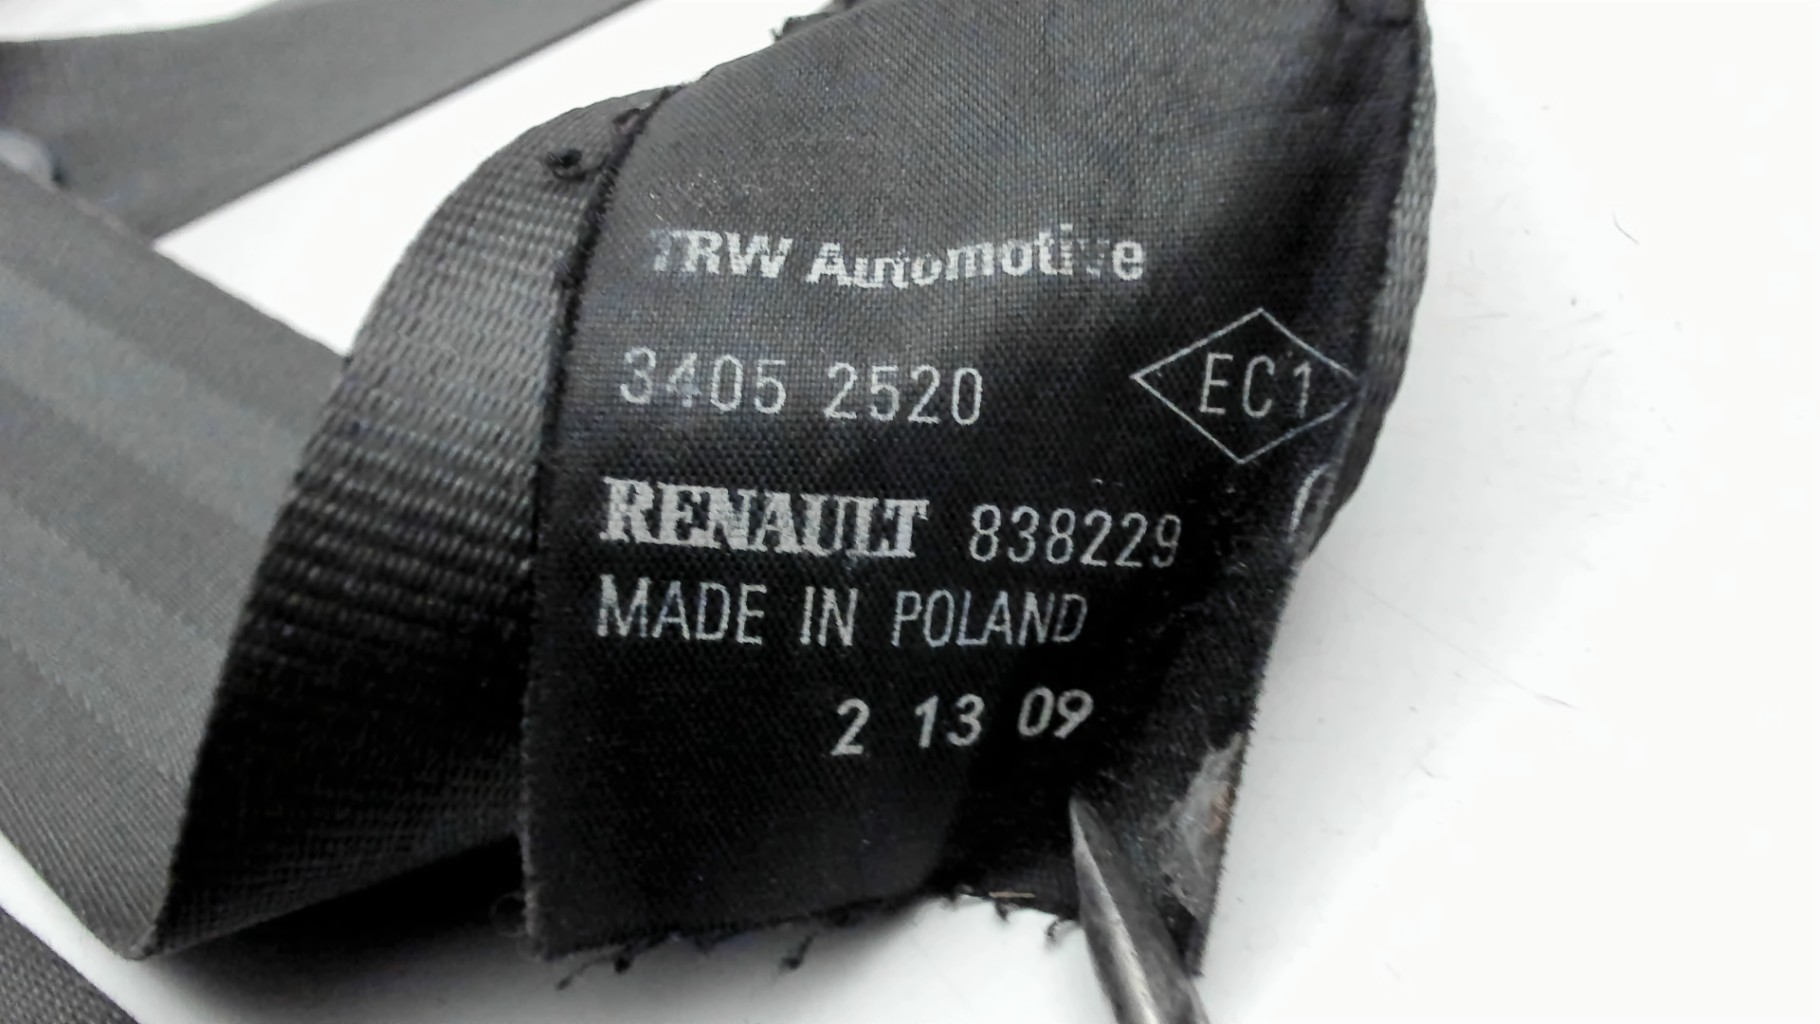 TRW Automotive
3405 2520
EC1
RENAULT 838229
MADE IN POLAND
2 13 09